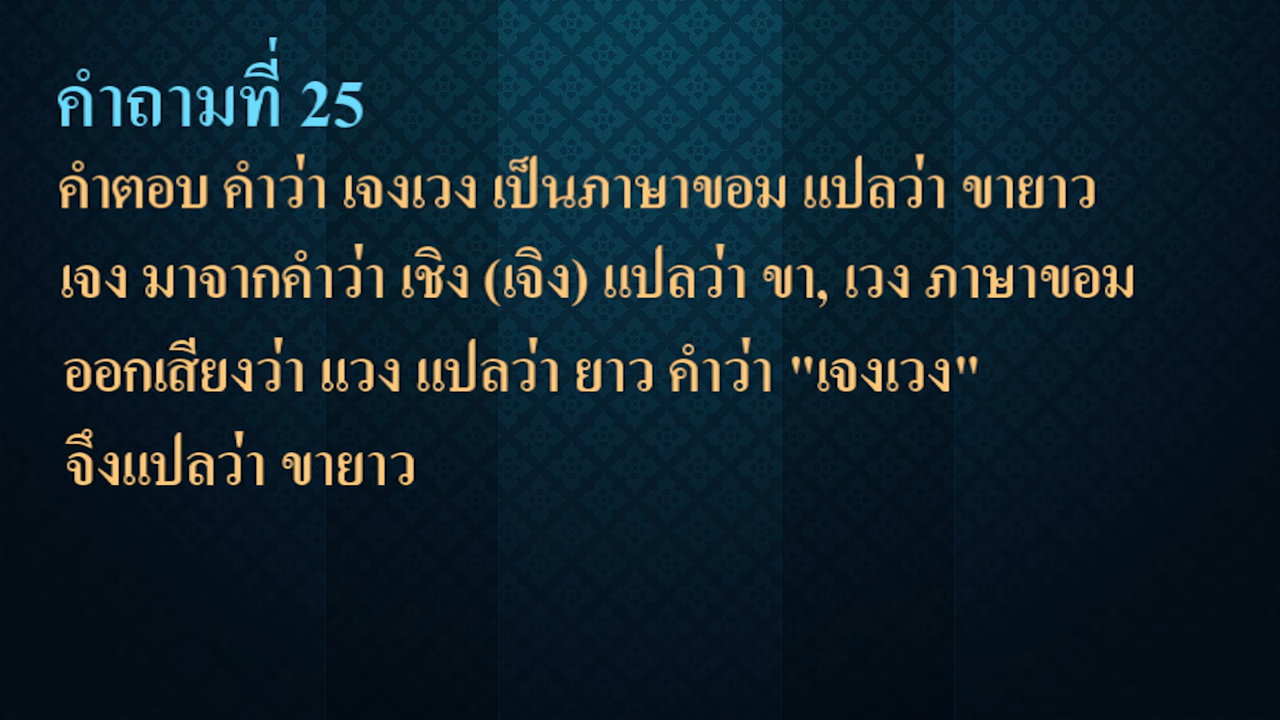 คำถามที่ 25
คำตอบ คำว่า เจงเวง เป็นภาษาขอม แปลว่า ขายาว
เจง มาจากคำว่า เชิง (เจิง) แปลว่า ขา, เวง ภาษาขอม
ออกเสียงว่า แวง แปลว่า ยาว คำว่า "เจงเวง"
จึงแปลว่า ขายาว